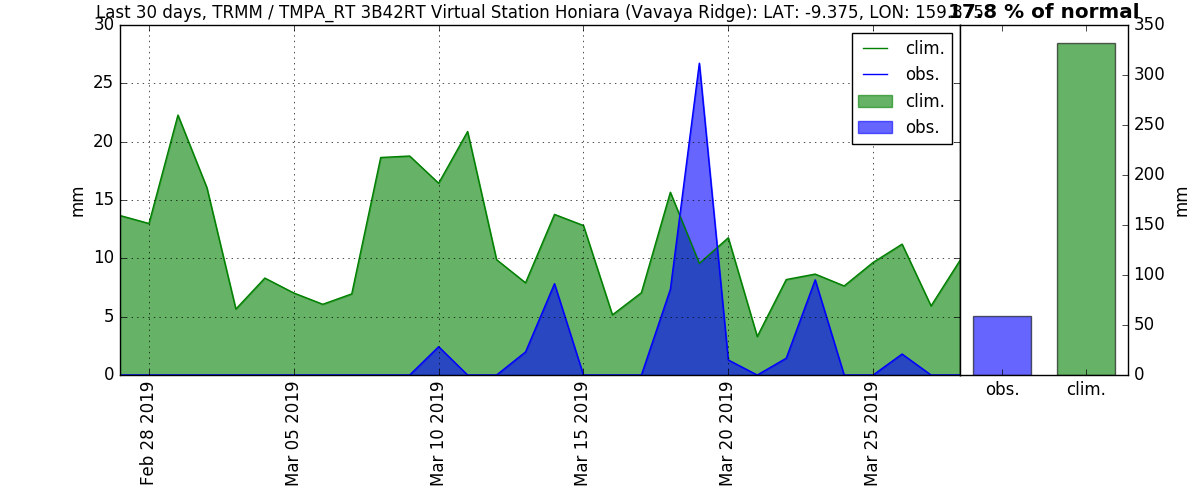 Last 30 days, TRMM / TMPA_RT 3B42RT Virtual Station Honiara (Vavaya Ridge): LAT: -9.375, LON: 159.875
17.8 % of normal
30
25
20
15
10
5
0
mm
clim.
obs.
clim.
obs.
Feb 28 2019
Mar 05 2019
Mar 10 2019
Mar 15 2019
Mar 20 2019
Mar 25 2019
350
300
250
200
150
100
50
0
mm
obs.
clim.